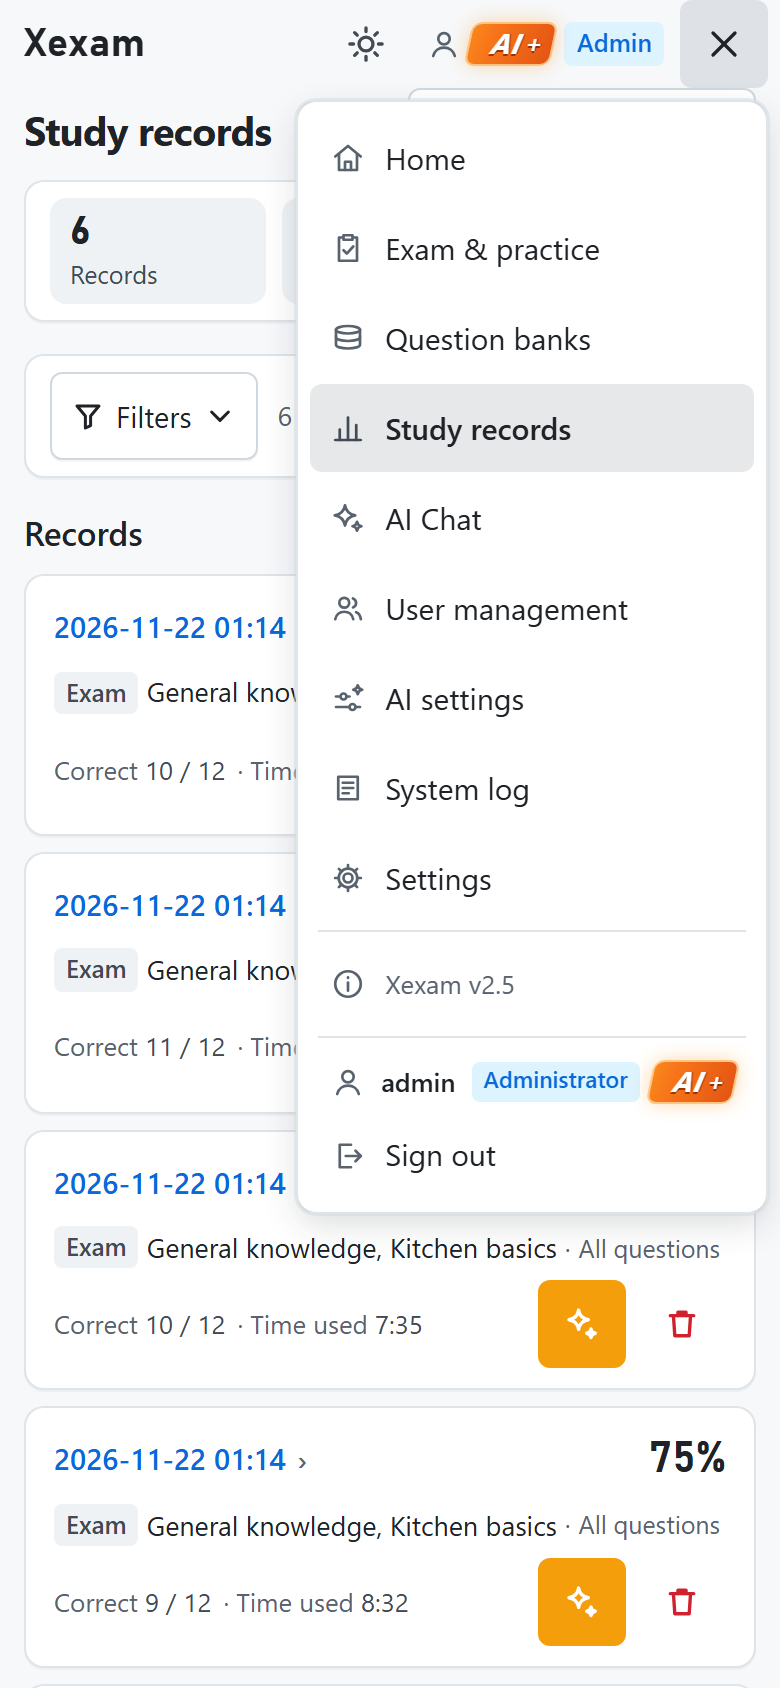 Xexam
AI+
Admin
Study records
6
Records
Filters
6
Records
2026-11-22 01:14
Exam General know
Correct 10 / 12 · Time
2026-11-22 01:14
Exam General know
Correct 11 / 12 · Time
2026-11-22 01:14
Exam General knowledge, Kitchen basics · All questions
Correct 10 / 12 · Time used 7:35
2026-11-22 01:14 ›
75%
Exam General knowledge, Kitchen basics · All questions
Correct 9 / 12 · Time used 8:32
Home
Exam & practice
Question banks
Study records
AI Chat
User management
AI settings
System log
Settings
Xexam v2.5
admin Administrator AI+
Sign out